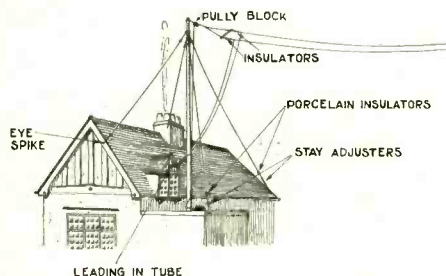 PULLY BLOCK
INSULATORS
PORCELAIN INSULATORS
EYE
SPIKE
STAY ADJUSTERS
LEADING IN TUBE